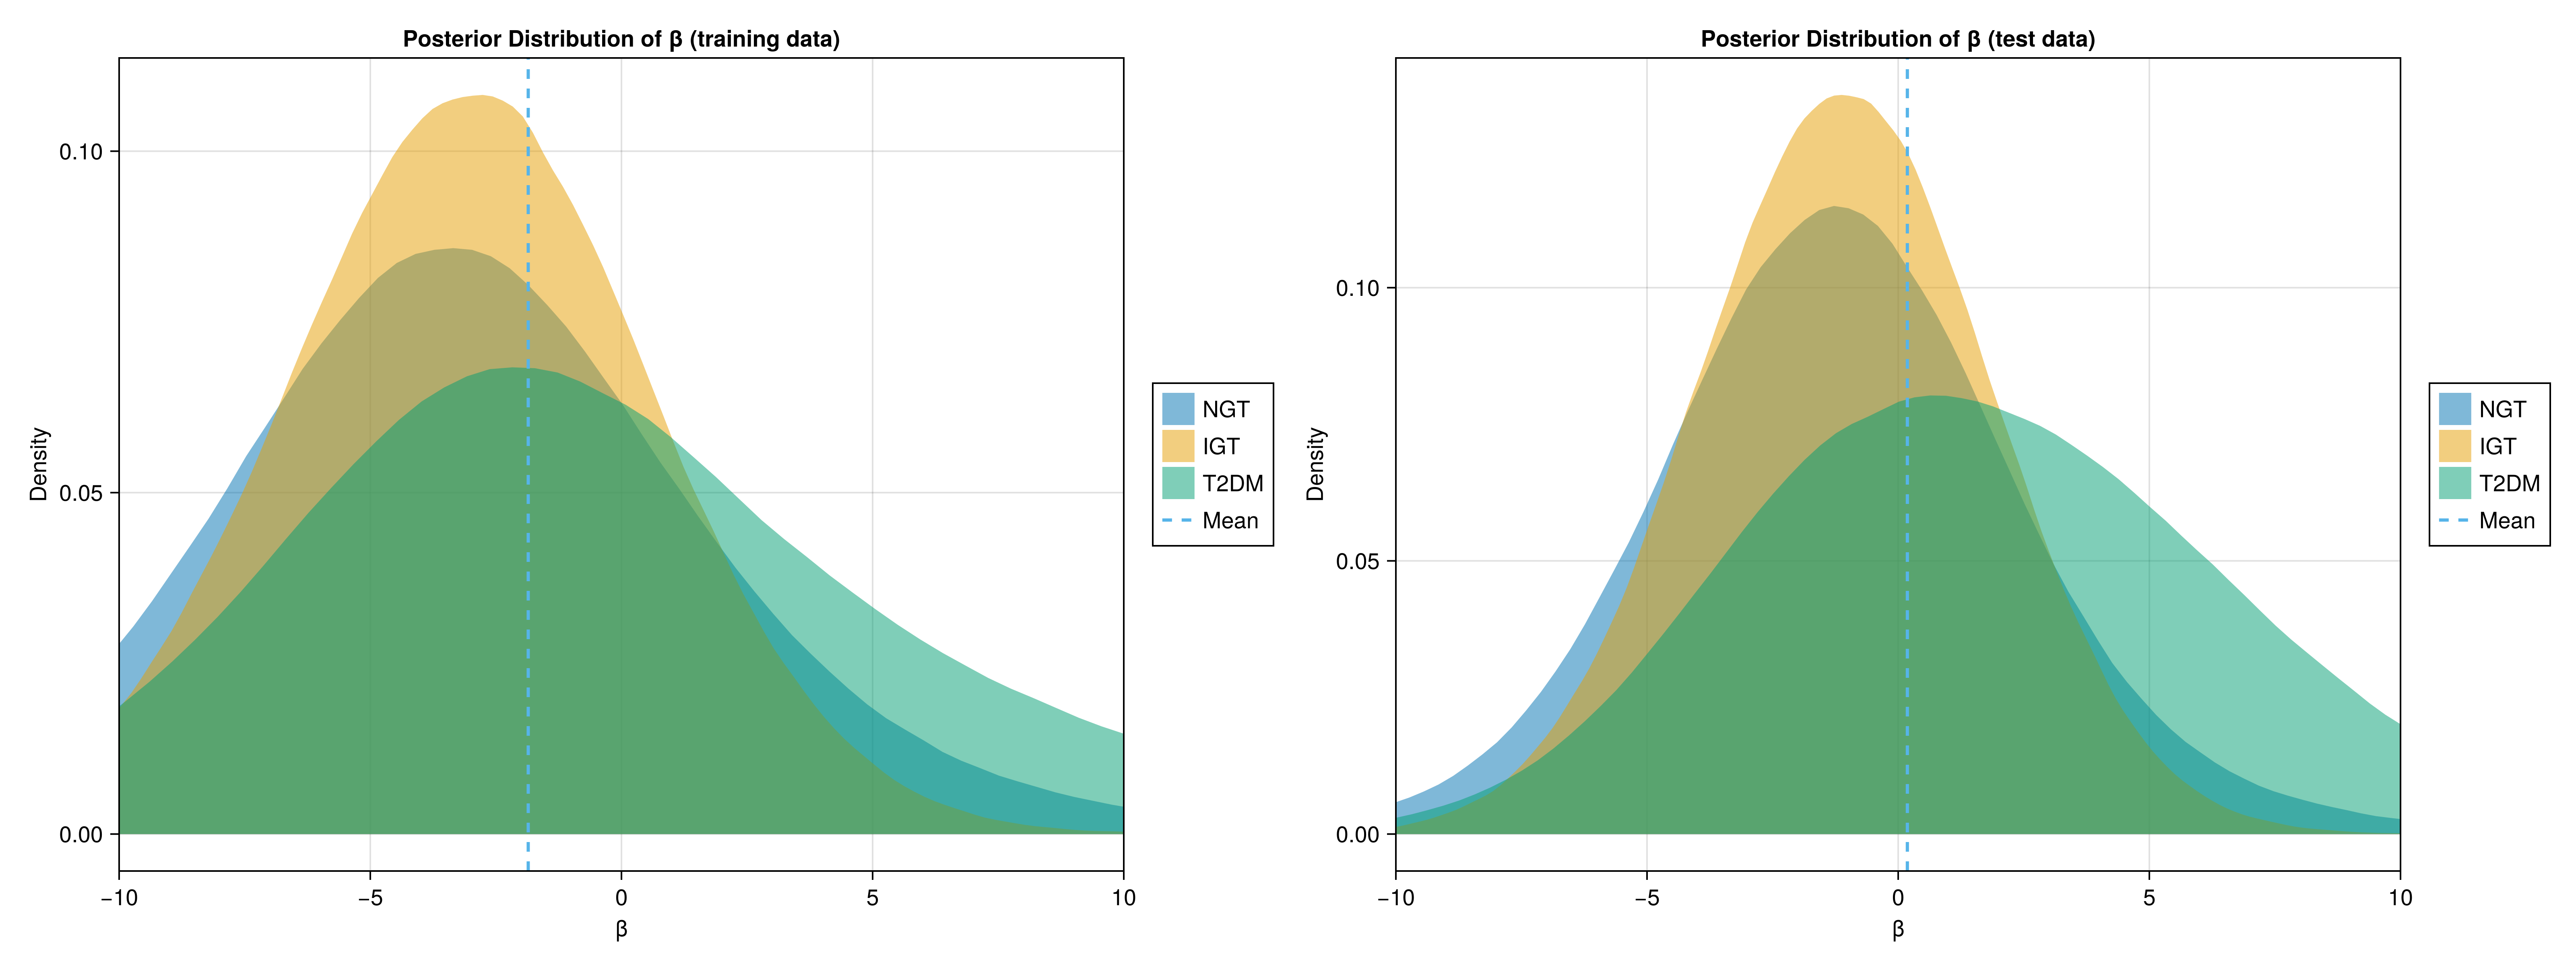 Posterior Distribution of β (training data)
Density
0.10
0.05
0.00
−10
−5
0
5
10
β
NGT
IGT
T2DM
Mean
Posterior Distribution of β (test data)
Density
0.10
0.05
0.00
−10
−5
0
5
10
β
NGT
IGT
T2DM
Mean